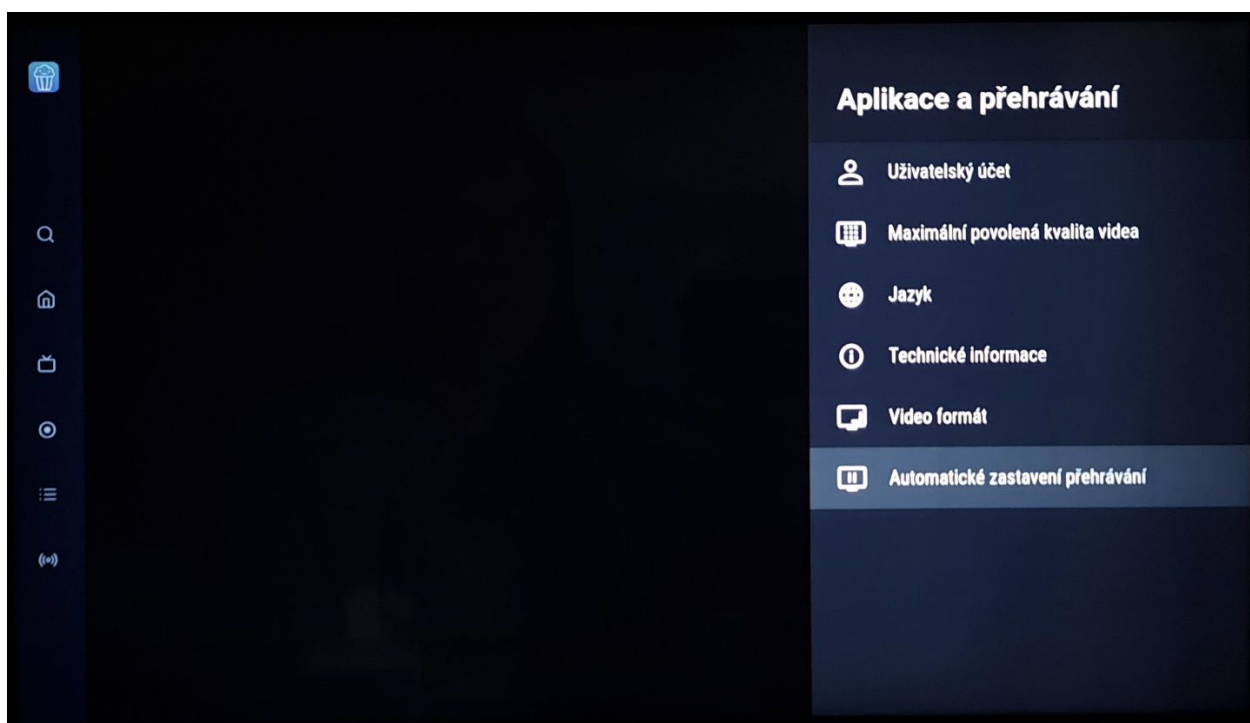 Aplikace a přehrávání
Uživatelský účet
Maximální povolená kvalita videa
Jazyk
Technické informace
Video formát
Automatické zastavení přehrávání